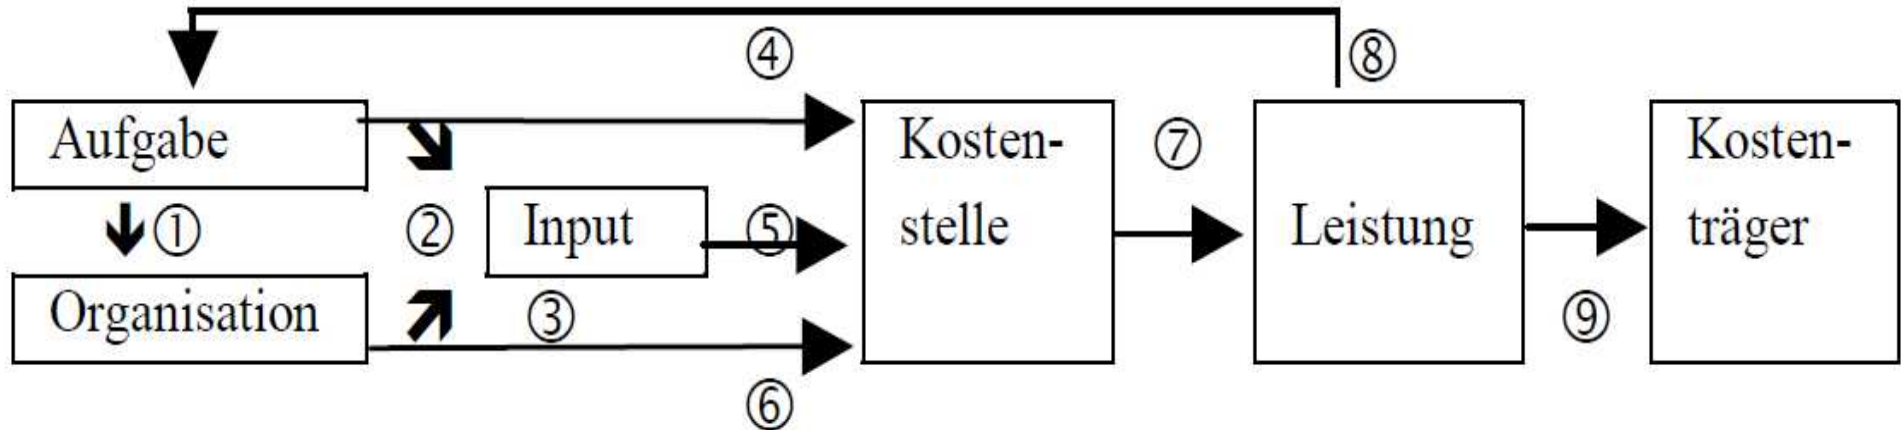 ④
⑧
Aufgabe
Kosten-
stelle
⑦
Kosten-
träger
①
②
Input
⑤
Leistung
Organisation
③
⑨
⑥